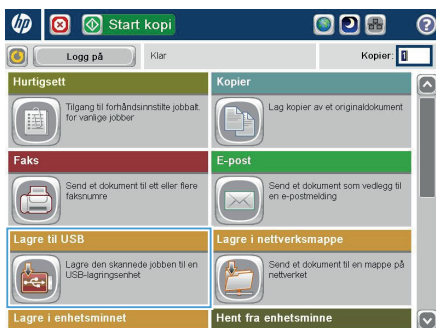 hp Start kopi ?
Logg på Klar Kopier: 1
Hurtigsett Kopier
Tilgang til forhåndsinnstilte jobbalt.
for vanlige jobber
Lag kopier av et originaldokument
Faks E-post
Send et dokument til ett eller flere
faksnumre
Send et dokument som vedlegg til
en e-postmelding
Lagre til USB Lagre i nettverksmappe
Lagre den skannede jobben til en
USB-lagringsenhet
Send et dokument til en mappe på
nettverket
Lagre i enhetsminnet Hent fra enhetsminne